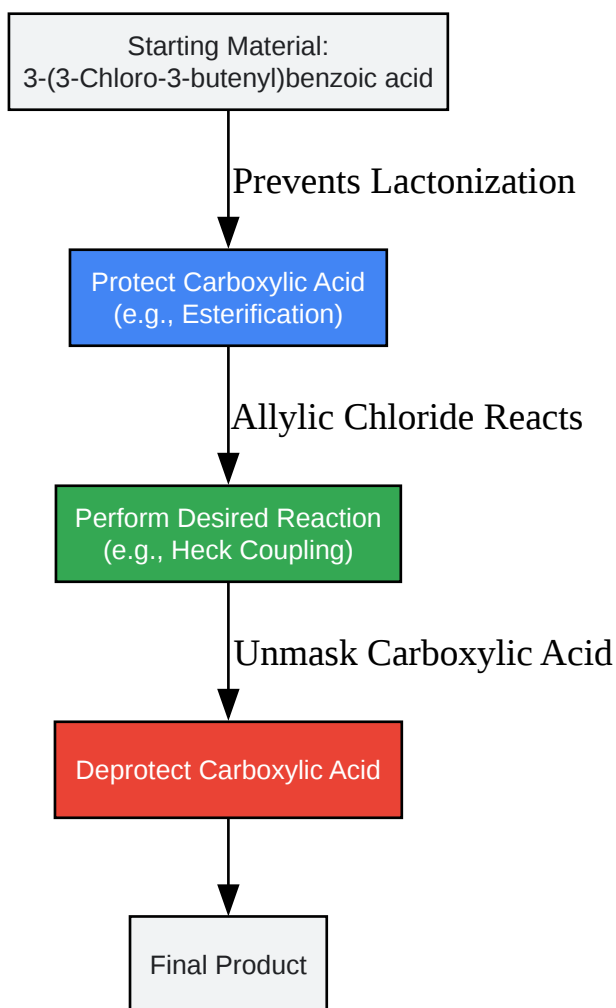 Starting Material:
3-(3-Chloro-3-butenyl)benzoic acid
Prevents Lactonization
Protect Carboxylic Acid
(e.g., Esterification)
Allylic Chloride Reacts
Perform Desired Reaction
(e.g., Heck Coupling)
Unmask Carboxylic Acid
Deprotect Carboxylic Acid
Final Product